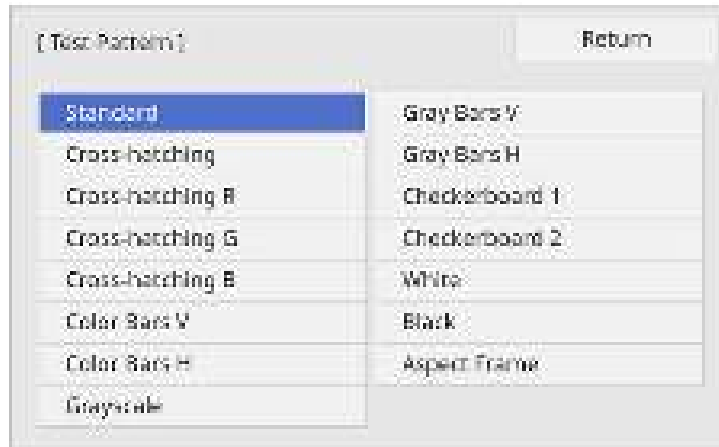 [ Test Pattern ]
Return
Standard
Cross-hatching
Cross-hatching R
Cross-hatching G
Cross-hatching B
Color Bars V
Color Bars H
Grayscale
Gray Bars V
Gray Bars H
Checkerboard 1
Checkerboard 2
White
Black
Aspect Frame